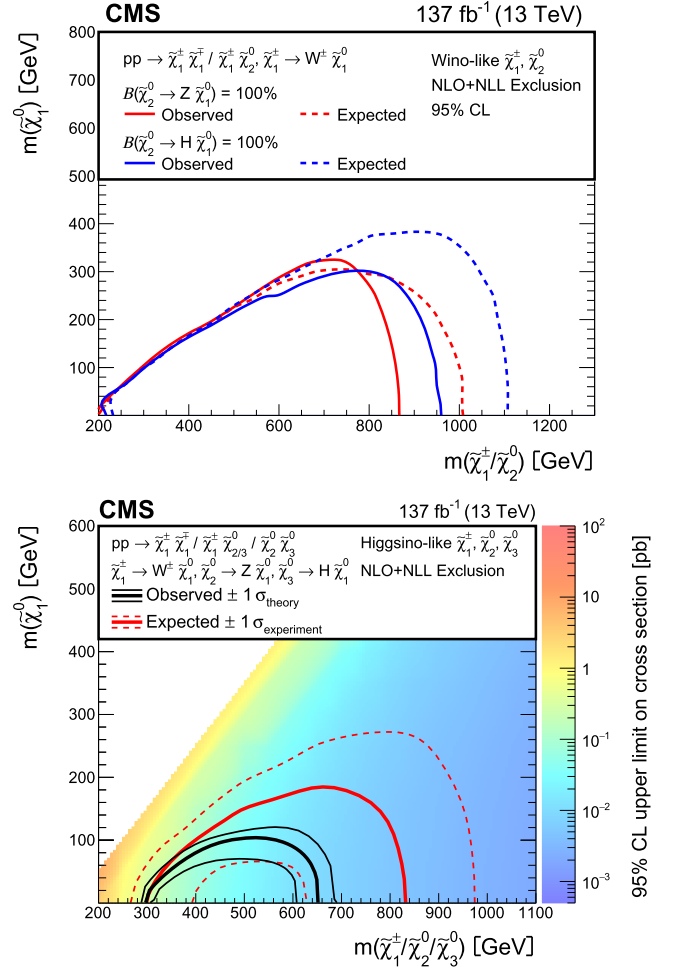 CMS 137 fb⁻¹ (13 TeV)
pp → χ̃₁± χ̃₁∓ / χ̃₁± χ̃₂⁰, χ̃₁± → W± χ̃₁⁰
Wino-like χ̃₁±, χ̃₂⁰
B(χ̃₂⁰ → Z χ̃₁⁰) = 100%
NLO+NLL Exclusion
Observed Expected
95% CL
B(χ̃₂⁰ → H χ̃₁⁰) = 100%
Observed Expected
m(χ̃₁⁰) [GeV]
800
700
600
500
400
300
200
100
200 400 600 800 1000 1200
m(χ̃₁±/χ̃₂⁰) [GeV]
CMS 137 fb⁻¹ (13 TeV)
pp → χ̃₁± χ̃₁∓ / χ̃₁± χ̃₂/₃⁰ / χ̃₂⁰ χ̃₃⁰
Higgsino-like χ̃₁±, χ̃₂⁰, χ̃₃⁰
χ̃₁± → W± χ̃₁⁰, χ̃₂⁰ → Z χ̃₁⁰, χ̃₃⁰ → H χ̃₁⁰
NLO+NLL Exclusion
Observed ± 1 σtheory
Expected ± 1 σexperiment
m(χ̃₁⁰) [GeV]
600
500
400
300
200
100
200 300 400 500 600 700 800 900 1000 1100
m(χ̃₁±/χ̃₂⁰/χ̃₃⁰) [GeV]
10²
10
1
10⁻¹
10⁻²
10⁻³
95% CL upper limit on cross section [pb]